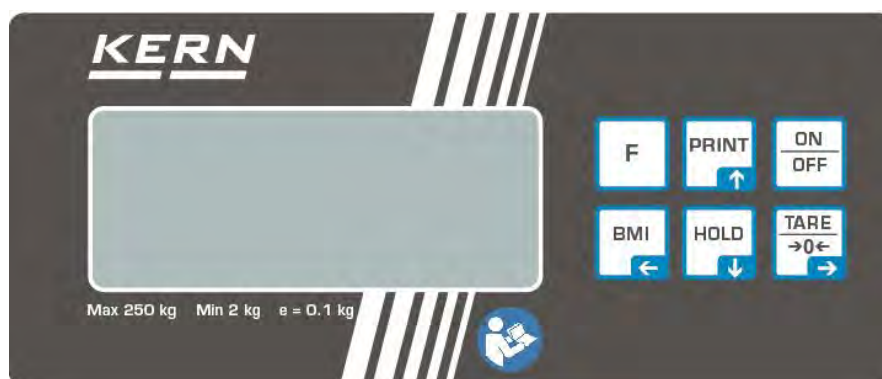 KERN
F
PRINT
↑
ON
OFF
BMI
←
HOLD
↓
TARE
→0←
→
Max 250 kg Min 2 kg e = 0.1 kg